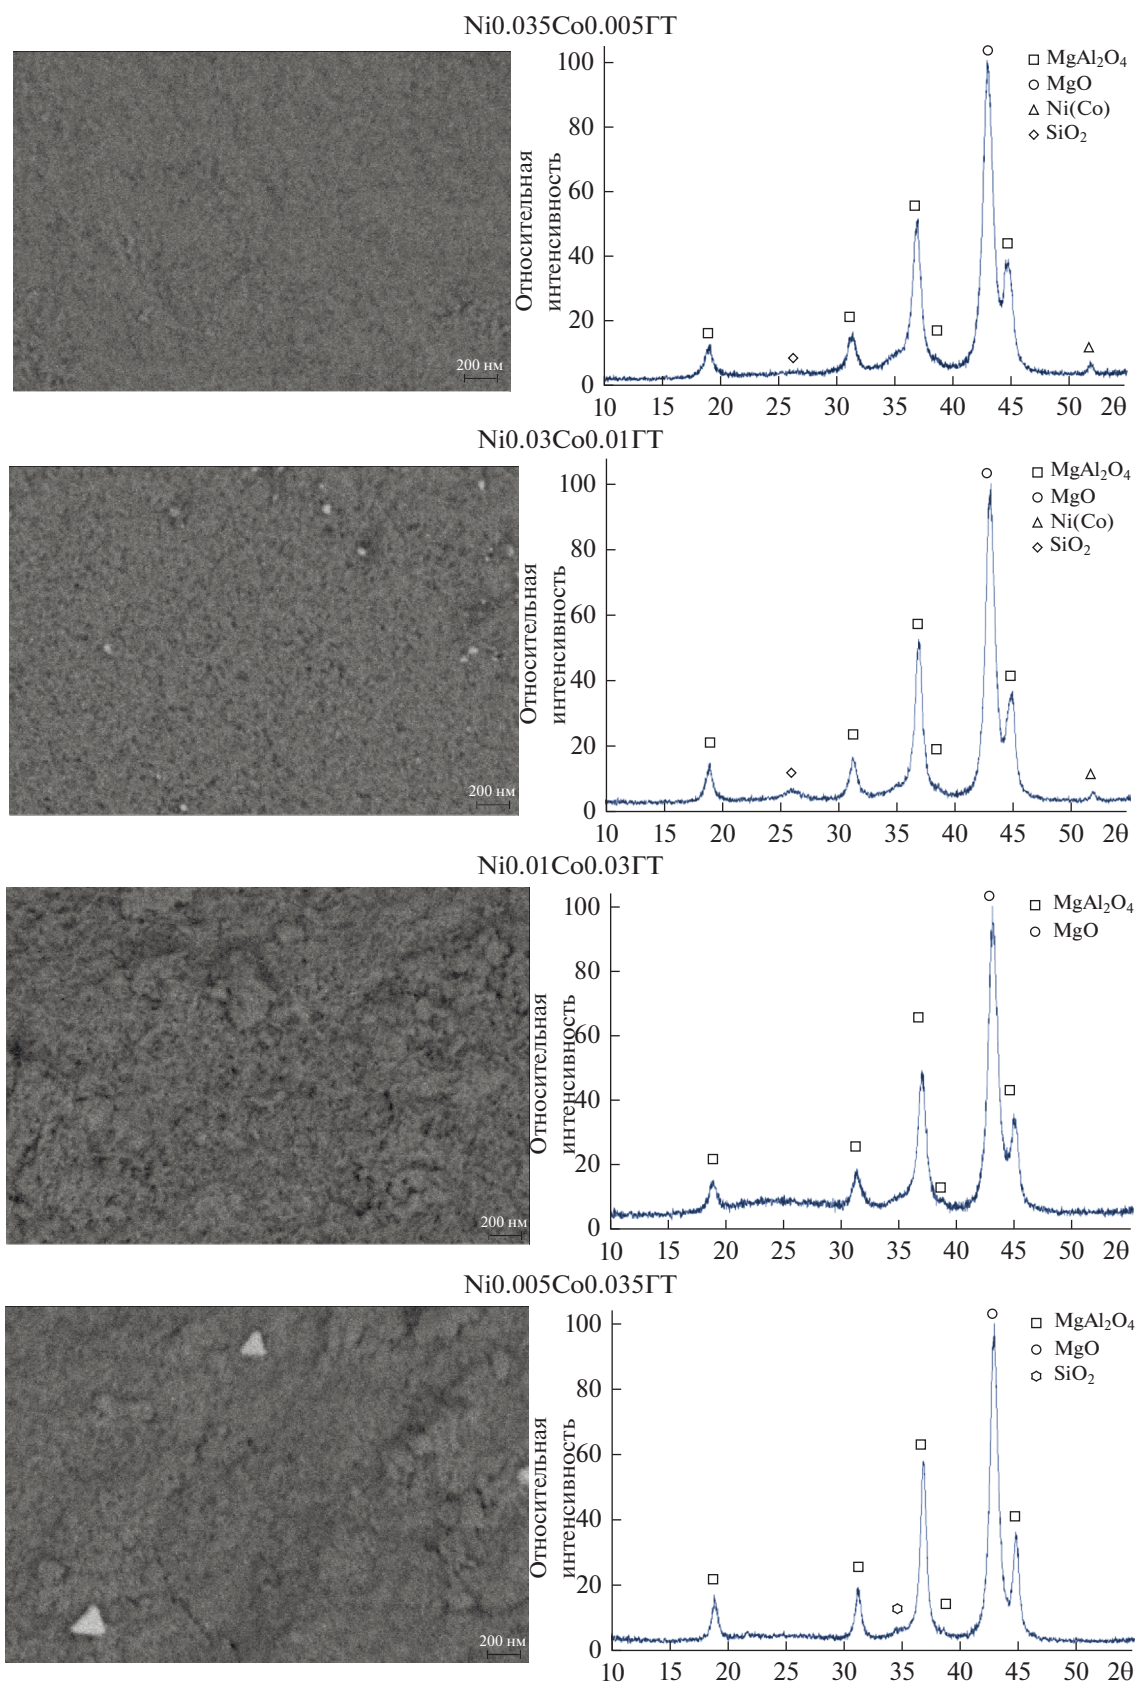 Ni0.035Co0.005ГТ
200 нм
Относительная
интенсивность
100
80
60
40
20
0
10 15 20 25 31 35 40 45 50 2θ
□ MgAl₂O₄
○ MgO
△ Ni(Co)
◇ SiO₂
Ni0.03Co0.01ГТ
200 нм
Относительная
интенсивность
100
80
60
40
20
0
10 15 20 25 31 35 40 45 50 2θ
□ MgAl₂O₄
○ MgO
△ Ni(Co)
◇ SiO₂
Ni0.01Co0.03ГТ
200 нм
Относительная
интенсивность
100
80
60
40
20
0
10 15 20 25 31 35 40 45 50 2θ
□ MgAl₂O₄
○ MgO
Ni0.005Co0.035ГТ
200 нм
Относительная
интенсивность
100
80
60
40
20
0
10 15 20 25 31 35 40 45 20 2θ
□ MgAl₂O₄
○ MgO
⬡ SiO₂